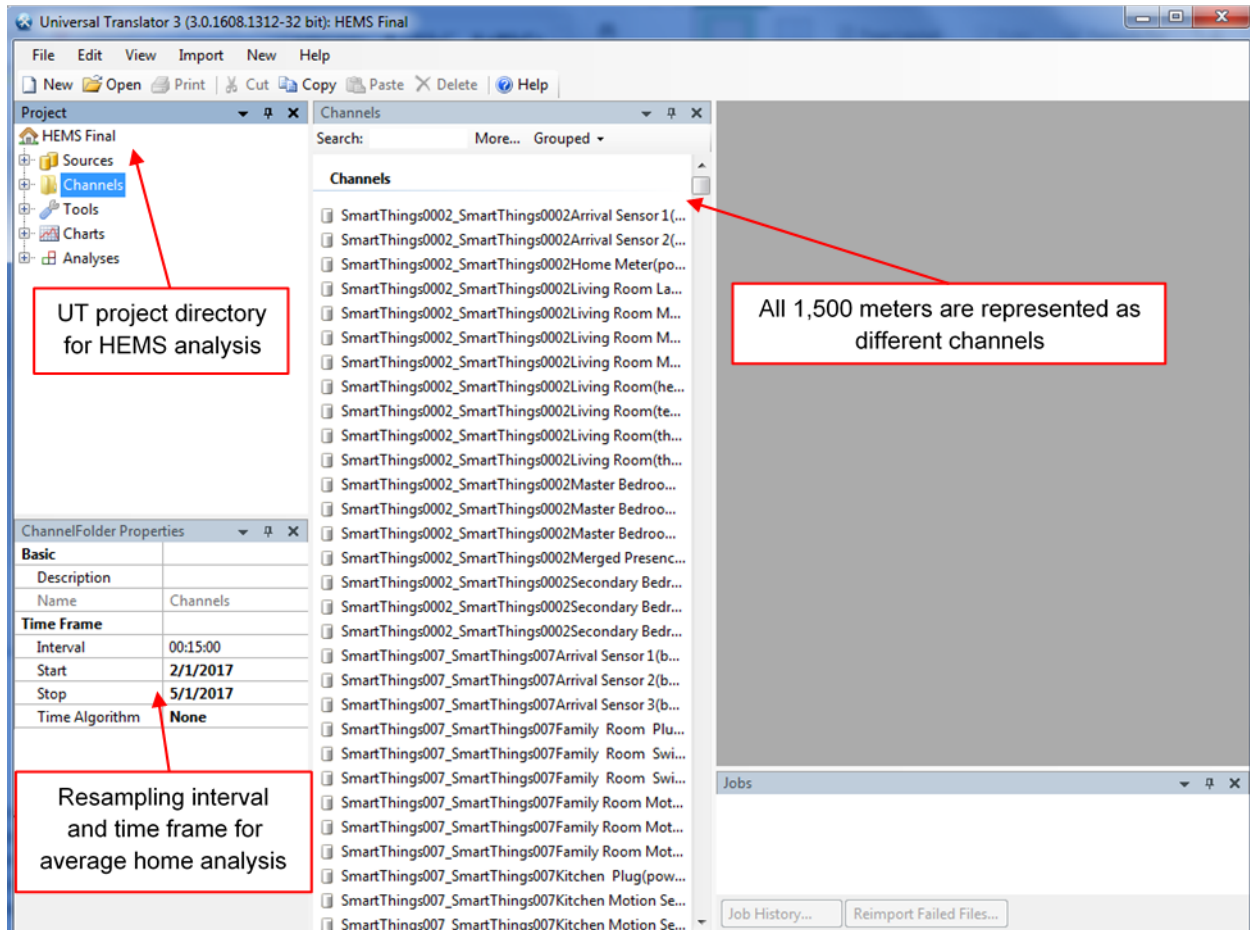 Universal Translator 3 (3.0.1608.1312-32 bit): HEMS Final
File Edit View Import New Help
New Open Print Cut Copy Paste Delete Help
Project
HEMS Final
Sources
Channels
Tools
Charts
Analyses
UT project directory
for HEMS analysis
ChannelFolder Properties
Basic
Description
Name Channels
Time Frame
Interval 00:15:00
Start 2/1/2017
Stop 5/1/2017
Time Algorithm None
Resampling interval
and time frame for
average home analysis
Channels
Search: More... Grouped
Channels
SmartThings0002_SmartThings0002Arrival Sensor 1(...
SmartThings0002_SmartThings0002Arrival Sensor 2(...
SmartThings0002_SmartThings0002Home Meter(po...
SmartThings0002_SmartThings0002Living Room La...
SmartThings0002_SmartThings0002Living Room M...
SmartThings0002_SmartThings0002Living Room M...
SmartThings0002_SmartThings0002Living Room M...
SmartThings0002_SmartThings0002Living Room(he...
SmartThings0002_SmartThings0002Living Room(te...
SmartThings0002_SmartThings0002Living Room(th...
SmartThings0002_SmartThings0002Living Room(th...
SmartThings0002_SmartThings0002Master Bedroo...
SmartThings0002_SmartThings0002Master Bedroo...
SmartThings0002_SmartThings0002Master Bedroo...
SmartThings0002_SmartThings0002Merged Presenc...
SmartThings0002_SmartThings0002Secondary Bedr...
SmartThings0002_SmartThings0002Secondary Bedr...
SmartThings0002_SmartThings0002Secondary Bedr...
SmartThings007_SmartThings007Arrival Sensor 1(b...
SmartThings007_SmartThings007Arrival Sensor 2(b...
SmartThings007_SmartThings007Arrival Sensor 3(b...
SmartThings007_SmartThings007Family Room Plu...
SmartThings007_SmartThings007Family Room Swi...
SmartThings007_SmartThings007Family Room Swi...
SmartThings007_SmartThings007Family Room Mot...
SmartThings007_SmartThings007Family Room Mot...
SmartThings007_SmartThings007Family Room Mot...
SmartThings007_SmartThings007Kitchen Plug(pow...
SmartThings007_SmartThings007Kitchen Motion Se...
SmartThings007_SmartThings007Kitchen Motion Se...
All 1,500 meters are represented as
different channels
Jobs
Job History... Reimport Failed Files...